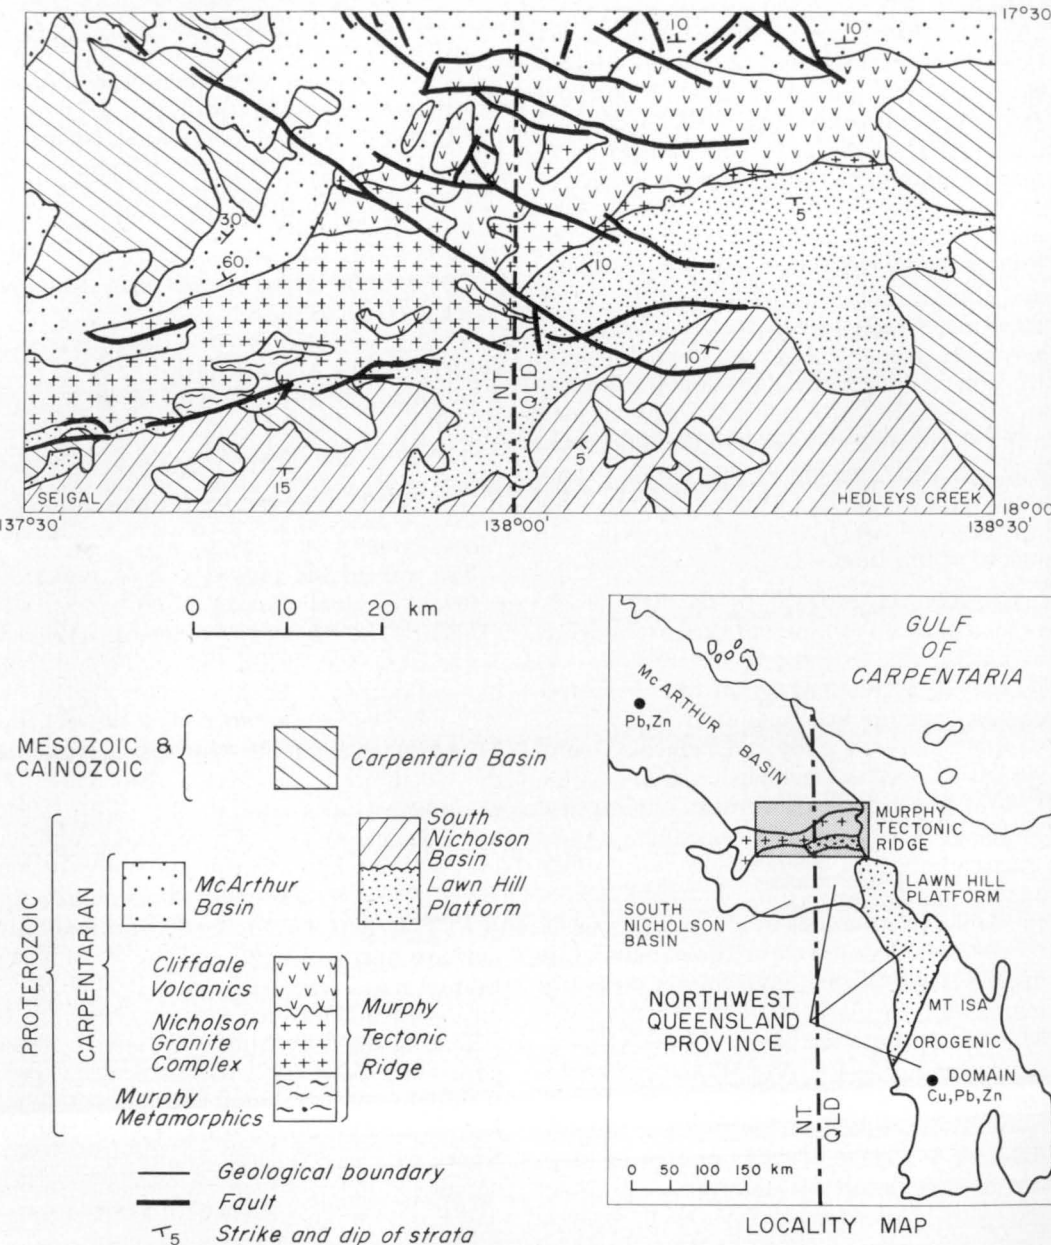 17°30
10
10
5
30
60
10
10
NT
QLD
5
15
SEIGAL
HEDLEYS CREEK
18°00
137°30
138°00
138°30'
0 10 20 km
MESOZOIC &
CAINOZOIC
Carpentaria Basin
South
Nicholson
Basin
Lawn Hill
Platform
McArthur
Basin
PROTEROZOIC
CARPENTARIAN
Cliffdale
Volcanics
Nicholson
Granite
Complex
Murphy
Metamorphics
Murphy
Tectonic
Ridge
Geological boundary
Fault
5 Strike and dip of strata
GULF
OF
CARPENTARIA
McARTHUR
BASIN
Pb,Zn
MURPHY
TECTONIC
RIDGE
LAWN HILL
PLATFORM
SOUTH
NICHOLSON
BASIN
NORTHWEST
QUEENSLAND
PROVINCE
MT ISA
OROGENIC
DOMAIN
Cu,Pb,Zn
NT
QLD
0 50 100 150 km
LOCALITY MAP